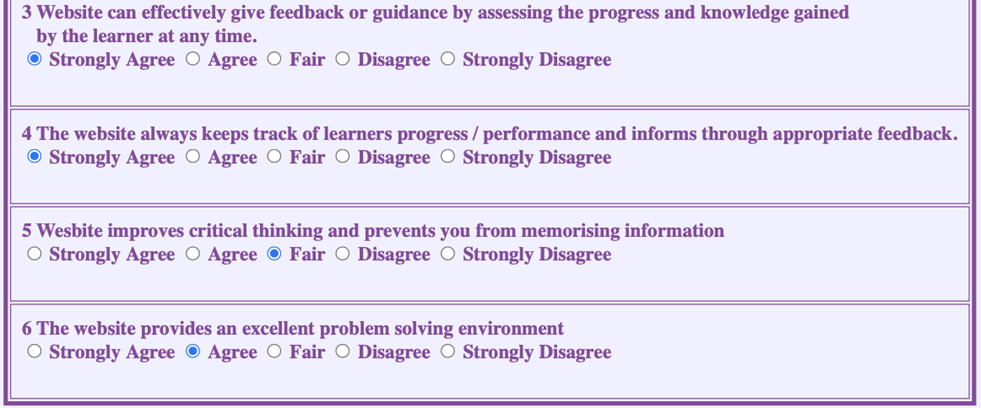 3 Website can effectively give feedback or guidance by assessing the progress and knowledge gained
by the learner at any time.
Strongly Agree Agree Fair Disagree Strongly Disagree
4 The website always keeps track of learners progress / performance and informs through appropriate feedback.
Strongly Agree Agree Fair Disagree Strongly Disagree
5 Wesbite improves critical thinking and prevents you from memorising information
Strongly Agree Agree Fair Disagree Strongly Disagree
6 The website provides an excellent problem solving environment
Strongly Agree Agree Fair Disagree Strongly Disagree